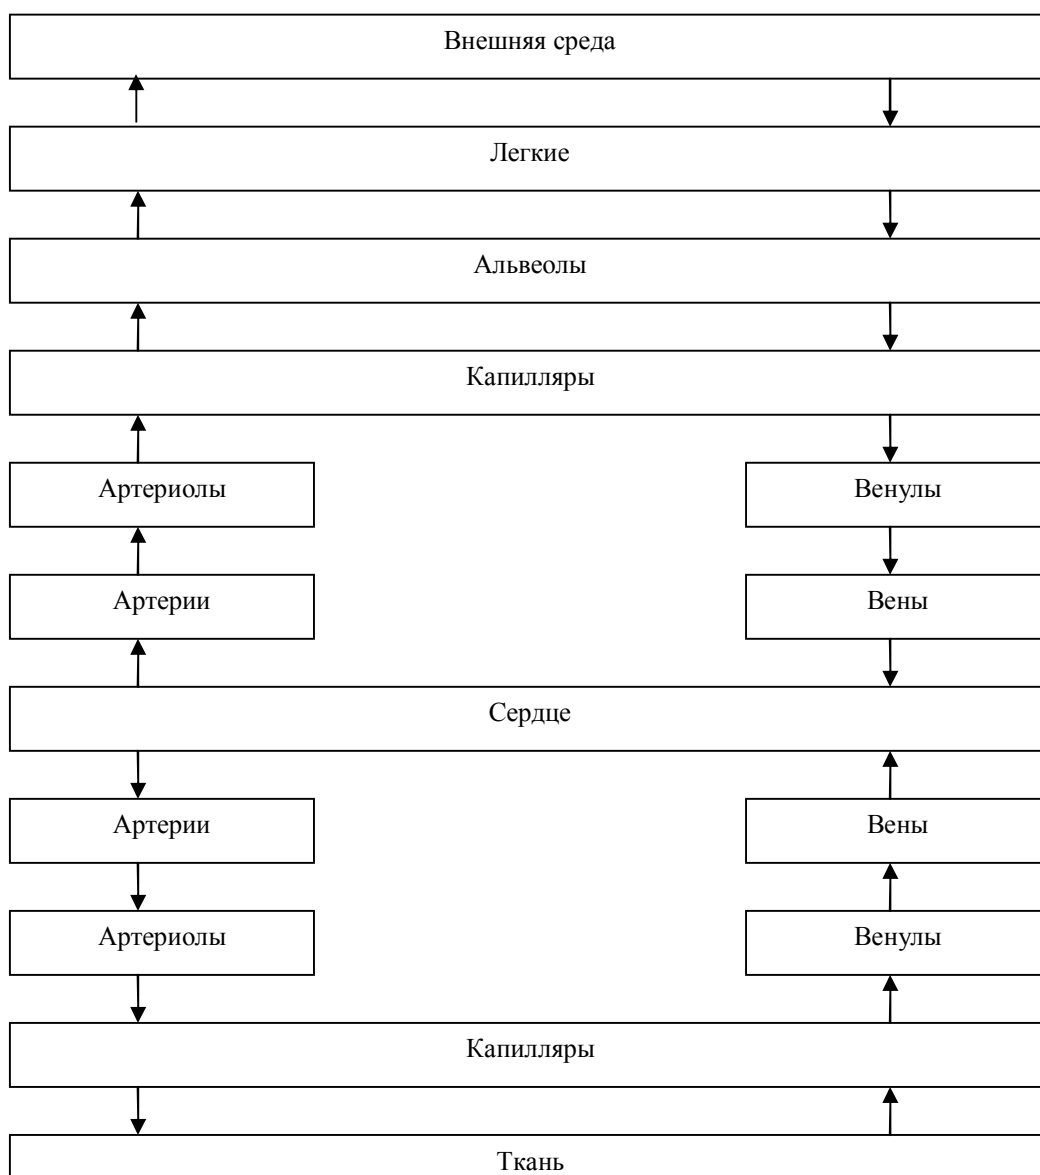 Внешняя среда
Легкие
Альвеолы
Капилляры
Артериолы
Венулы
Артерии
Вены
Сердце
Артерии
Вены
Артериолы
Венулы
Капилляры
Ткань